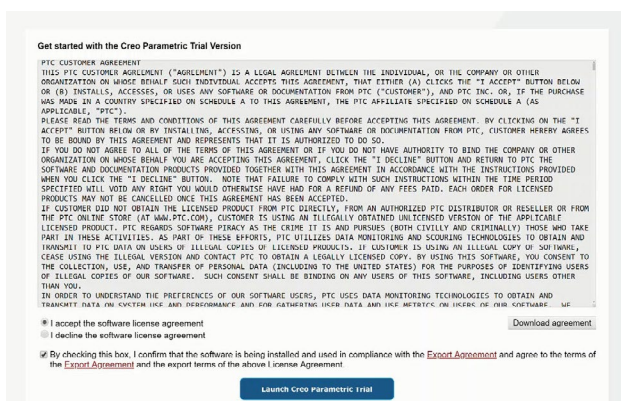 Get started with the Creo Parametric Trial Version
PTC CUSTOMER AGREEMENT
THIS PTC CUSTOMER AGREEMENT ("AGREEMENT") IS A LEGAL AGREEMENT BETWEEN THE INDIVIDUAL, OR THE COMPANY OR OTHER
ORGANIZATION ON WHOSE BEHALF SUCH INDIVIDUAL ACCEPTS THIS AGREEMENT, THAT EITHER (A) CLICKS THE "I ACCEPT" BUTTON BELOW
OR (B) INSTALLS, ACCESSES, OR USES ANY SOFTWARE OR DOCUMENTATION FROM PTC ("CUSTOMER"), AND PTC INC. OR, IF THE PURCHASE
WAS MADE IN A COUNTRY SPECIFIED ON SCHEDULE A TO THIS AGREEMENT, THE PTC AFFILIATE SPECIFIED ON SCHEDULE A (AS
APPLICABLE, "PTC").
PLEASE READ THE TERMS AND CONDITIONS OF THIS AGREEMENT CAREFULLY BEFORE ACCEPTING THIS AGREEMENT. BY CLICKING ON THE "I
ACCEPT" BUTTON BELOW OR BY INSTALLING, ACCESSING, OR USING ANY SOFTWARE OR DOCUMENTATION FROM PTC, CUSTOMER HEREBY AGREES
TO BE BOUND BY THIS AGREEMENT AND REPRESENTS THAT IT IS AUTHORIZED TO DO SO.
IF YOU DO NOT AGREE TO ALL OF THE TERMS OF THIS AGREEMENT OR IF YOU DO NOT HAVE AUTHORITY TO BIND THE COMPANY OR OTHER
ORGANIZATION ON WHOSE BEHALF YOU ARE ACCEPTING THIS AGREEMENT, CLICK THE "I DECLINE" BUTTON AND RETURN TO PTC THE
SOFTWARE AND DOCUMENTATION PRODUCTS PROVIDED TOGETHER WITH THIS AGREEMENT IN ACCORDANCE WITH THE INSTRUCTIONS PROVIDED
WHEN YOU CLICK THE "I DECLINE" BUTTON. NOTE THAT FAILURE TO COMPLY WITH SUCH INSTRUCTIONS WITHIN THE TIME PERIOD
SPECIFIED WILL VOID ANY RIGHT YOU WOULD OTHERWISE HAVE HAD FOR A REFUND OF ANY FEES PAID. EACH ORDER FOR LICENSED
PRODUCTS MAY NOT BE CANCELLED ONCE THIS AGREEMENT HAS BEEN ACCEPTED.
IF CUSTOMER DID NOT OBTAIN THE LICENSED PRODUCT FROM PTC DIRECTLY, FROM AN AUTHORIZED PTC DISTRIBUTOR OR RESELLER OR FROM
THE PTC ONLINE STORE (AT WWW.PTC.COM), CUSTOMER IS USING AN ILLEGALLY OBTAINED UNLICENSED VERSION OF THE APPLICABLE
LICENSED PRODUCT. PTC REGARDS SOFTWARE PIRACY AS THE CRIME IT IS AND PURSUES (BOTH CIVILLY AND CRIMINALLY) THOSE WHO TAKE
PART IN THESE ACTIVITIES. AS PART OF THESE EFFORTS, PTC UTILIZES DATA MONITORING AND SCOURING TECHNOLOGIES TO OBTAIN AND
TRANSMIT TO PTC DATA ON USERS OF ILLEGAL COPIES OF LICENSED PRODUCTS. IF CUSTOMER IS USING AN ILLEGAL COPY OF SOFTWARE,
CEASE USING THE ILLEGAL VERSION AND CONTACT PTC TO OBTAIN A LEGALLY LICENSED COPY. BY USING THIS SOFTWARE, YOU CONSENT TO
THE COLLECTION, USE, AND TRANSFER OF PERSONAL DATA (INCLUDING TO THE UNITED STATES) FOR THE PURPOSES OF IDENTIFYING USERS
OF ILLEGAL COPIES OF OUR SOFTWARE. SUCH CONSENT SHALL BE BINDING ON ANY USERS OF THIS SOFTWARE, INCLUDING USERS OTHER
THAN YOU.
IN ORDER TO UNDERSTAND THE PREFERENCES OF OUR SOFTWARE USERS, PTC USES DATA MONITORING TECHNOLOGIES TO OBTAIN AND
TRANSMIT DATA ON SYSTEM USE AND PERFORMANCE AND FOR GATHERING USER DATA AND USE METRICS ON USERS OF OUR SOFTWARE. WE
I accept the software license agreement
Download agreement
I decline the software license agreement
By checking this box, I confirm that the software is being installed and used in compliance with the Export Agreement and agree to the terms of
the Export Agreement and the export terms of the above License Agreement
Launch Creo Parametric Trial